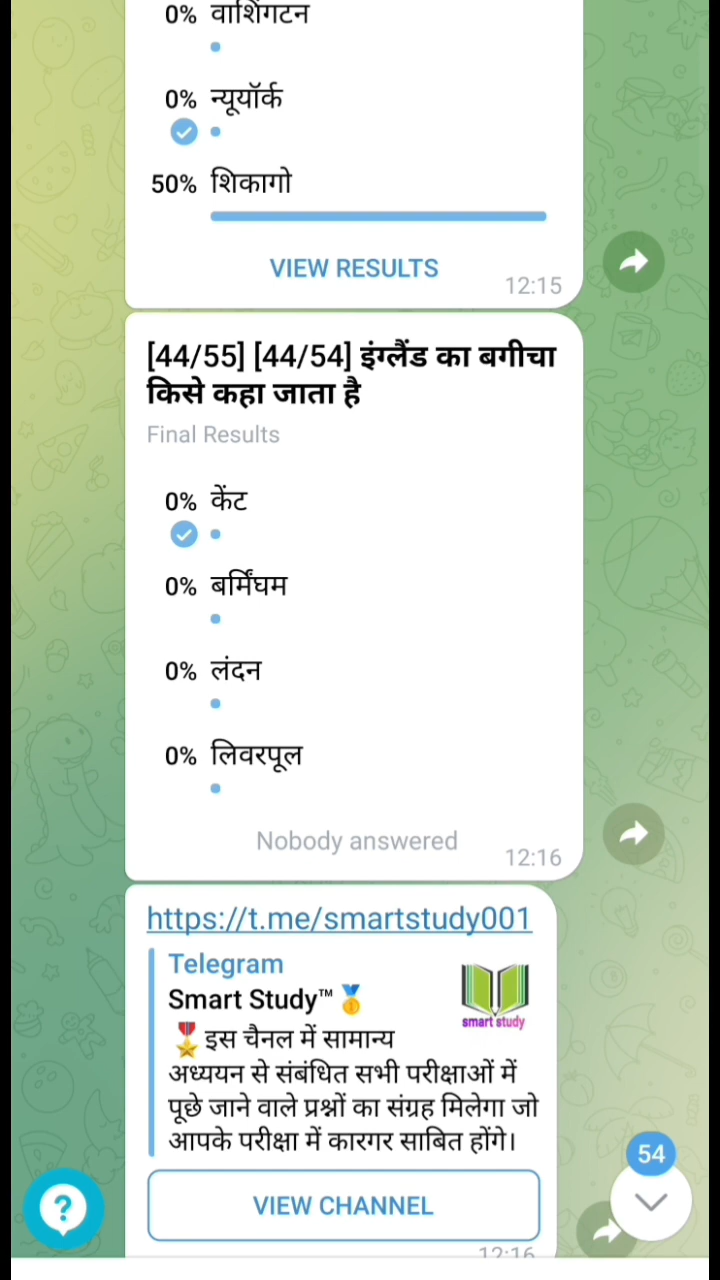 0% वाशिंगटन
0% न्यूयॉर्क
50% शिकागो
VIEW RESULTS
12:15
[44/55] [44/54] इंग्लैंड का बगीचा
किसे कहा जाता है
Final Results
0% केंट
0% बर्मिंघम
0% लंदन
0% लिवरपूल
Nobody answered
12:16
https://t.me/smartstudy001
Telegram
Smart Study™🥇
smart study
🎖️इस चैनल में सामान्य
अध्ययन से संबंधित सभी परीक्षाओं में
पूछे जाने वाले प्रश्नों का संग्रह मिलेगा जो
आपके परीक्षा में कारगर साबित होंगे।
54
?
VIEW CHANNEL
12:16